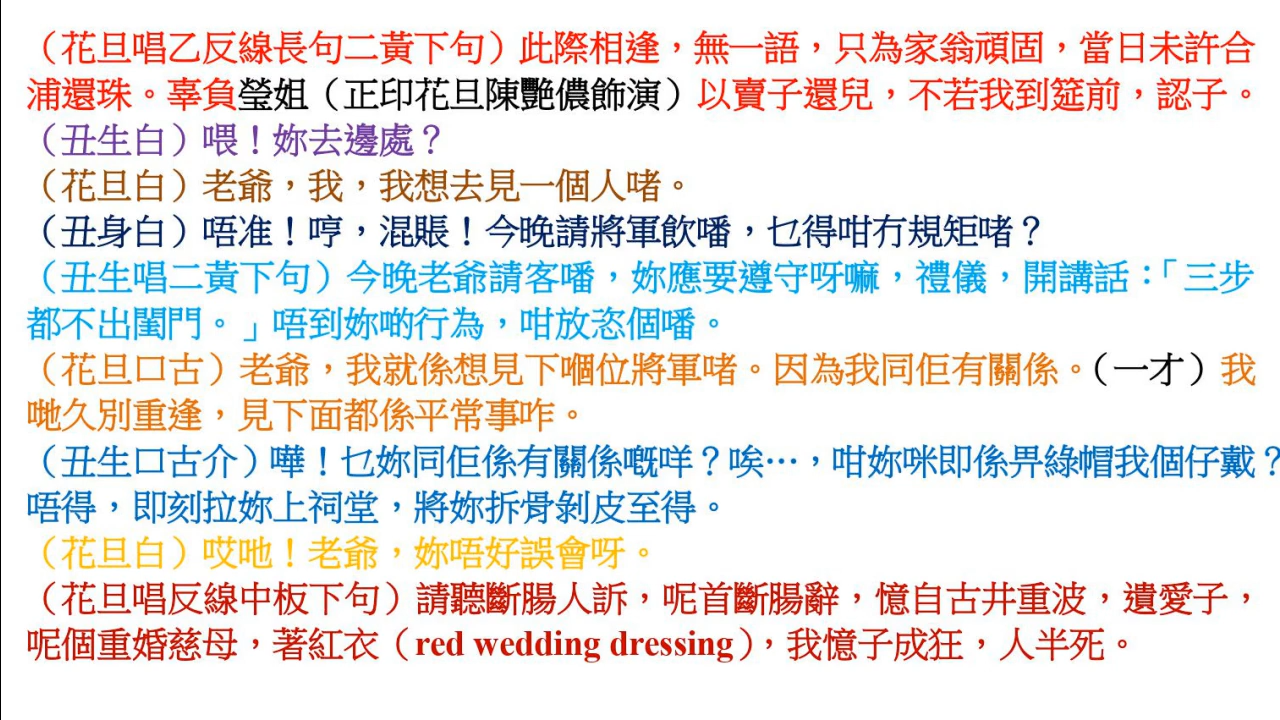 （花旦唱乙反線長句二黃下句）此際相逢，無一語，只為家翁頑固，當日未許合
浦還珠。辜負瑩姐（正印花旦陳艷儂飾演）以賣子還兒，不若我到筵前，認子。
（丑生白）喂！妳去邊處？
（花旦白）老爺，我，我想去見一個人啫。
（丑身白）唔准！哼，混賬！今晚請將軍飲噃，乜得咁冇規矩啫？
（丑生唱二黃下句）今晚老爺請客噃，妳應要遵守呀嘛，禮儀，開講話：「三步
都不出閨門。」唔到妳啲行為，咁放恣個噃。
（花旦口古）老爺，我就係想見下嗰位將軍啫。因為我同佢有關係。（一才）我
哋久別重逢，見下面都係平常事咋。
（丑生口古介）嘩！乜妳同佢係有關係嘅咩？唉…，咁妳咪即係畀綠帽我個仔戴？
唔得，即刻拉妳上祠堂，將妳拆骨剝皮至得。
（花旦白）哎吔！老爺，妳唔好誤會呀。
（花旦唱反線中板下句）請聽斷腸人訴，呢首斷腸辭，憶自古井重波，遺愛子，
呢個重婚慈母，著紅衣（red wedding dressing），我憶子成狂，人半死。